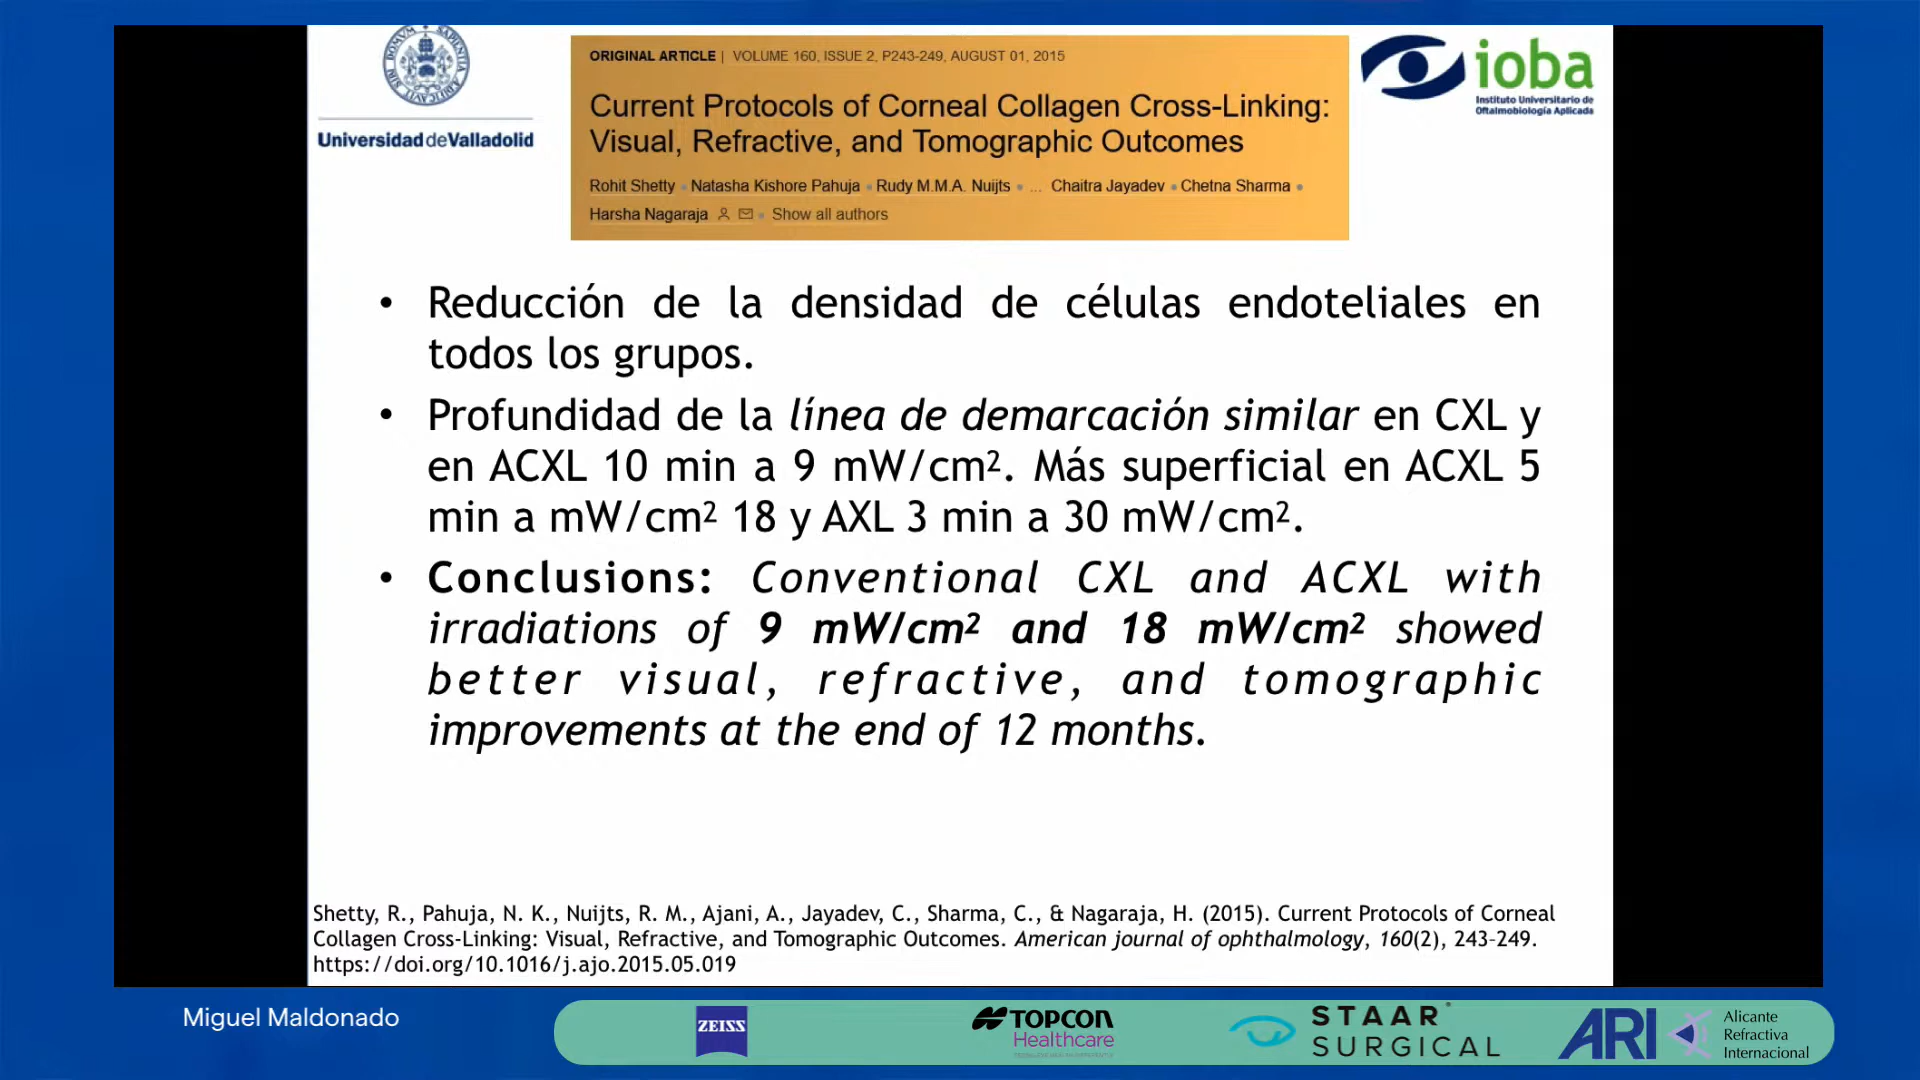 UniversidaddeValladolid
ORIGINAL ARTICLE | VOLUME 160, ISSUE 2, P243-249, AUGUST 01, 2015
Current Protocols of Corneal Collagen Cross-Linking:
Visual, Refractive, and Tomographic Outcomes
Rohit Shetty • Natasha Kishore Pahuja • Rudy M.M.A. Nuijts • ... Chaitra Jayadev • Chetna Sharma •
Harsha Nagaraja • Show all authors
ioba
Instituto Universitario de
Oftalmobiología Aplicada
• Reducción de la densidad de células endoteliales en
todos los grupos.
• Profundidad de la línea de demarcación similar en CXL y
en ACXL 10 min a 9 mW/cm². Más superficial en ACXL 5
min a mW/cm² 18 y AXL 3 min a 30 mW/cm².
• Conclusions: Conventional CXL and ACXL with
irradiations of 9 mW/cm² and 18 mW/cm² showed
better visual, refractive, and tomographic
improvements at the end of 12 months.
Shetty, R., Pahuja, N. K., Nuijts, R. M., Ajani, A., Jayadev, C., Sharma, C., & Nagaraja, H. (2015). Current Protocols of Corneal
Collagen Cross-Linking: Visual, Refractive, and Tomographic Outcomes. American journal of ophthalmology, 160(2), 243–249.
https://doi.org/10.1016/j.ajo.2015.05.019
Miguel Maldonado
ZEISS
TOPCON
Healthcare
STAAR
SURGICAL
ARI
Alicante
Refractiva
Internacional